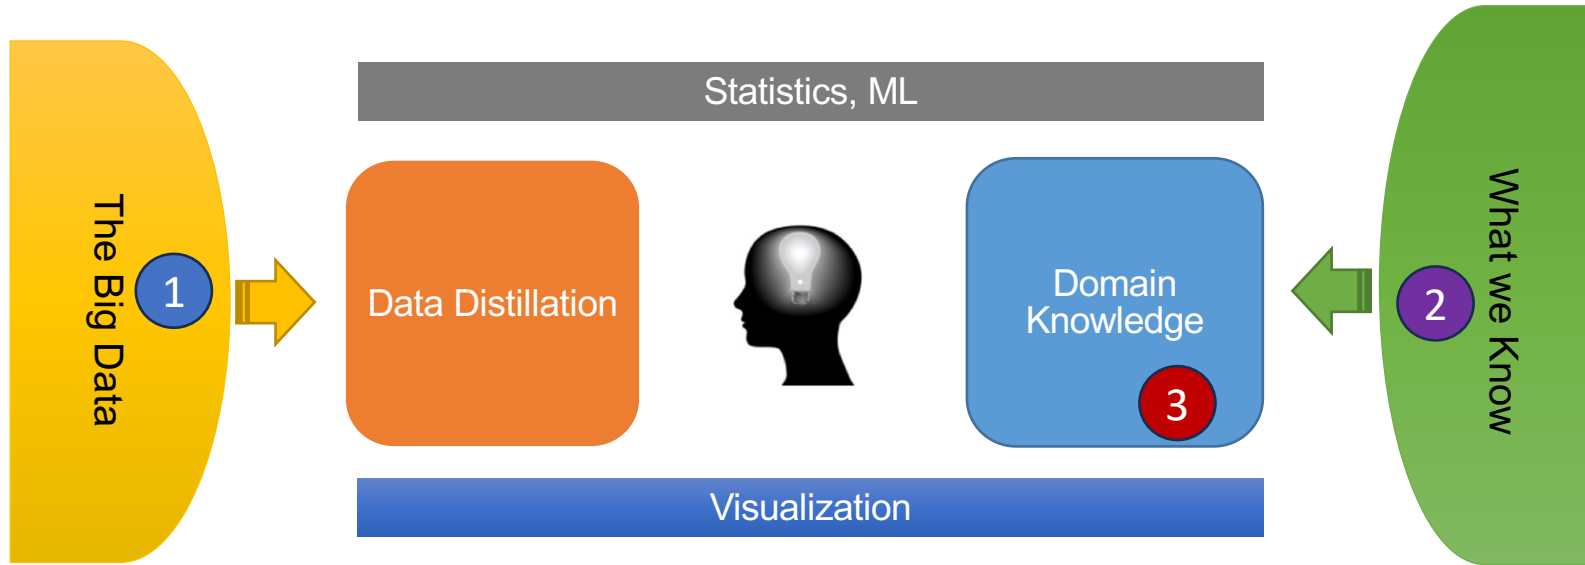 Statistics, ML
The Big Data
1
Data Distillation
Domain
Knowledge
3
2
What we Know
Visualization